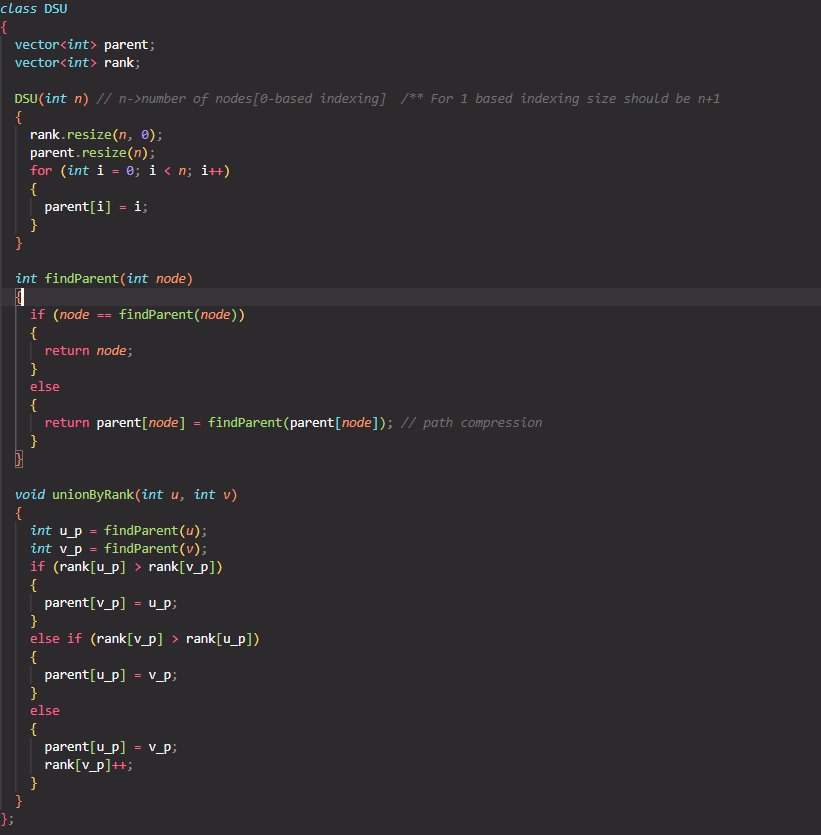 class DSU
{
  vector<int> parent;
  vector<int> rank;

  DSU(int n) // n->number of nodes[0-based indexing]  /** For 1 based indexing size should be n+1
  {
    rank.resize(n, 0);
    parent.resize(n);
    for (int i = 0; i < n; i++)
    {
      parent[i] = i;
    }
  }

  int findParent(int node)
  {
    if (node == findParent(node))
    {
      return node;
    }
    else
    {
      return parent[node] = findParent(parent[node]); // path compression
    }
  }

  void unionByRank(int u, int v)
  {
    int u_p = findParent(u);
    int v_p = findParent(v);
    if (rank[u_p] > rank[v_p])
    {
      parent[v_p] = u_p;
    }
    else if (rank[v_p] > rank[u_p])
    {
      parent[u_p] = v_p;
    }
    else
    {
      parent[u_p] = v_p;
      rank[v_p]++;
    }
  }
};